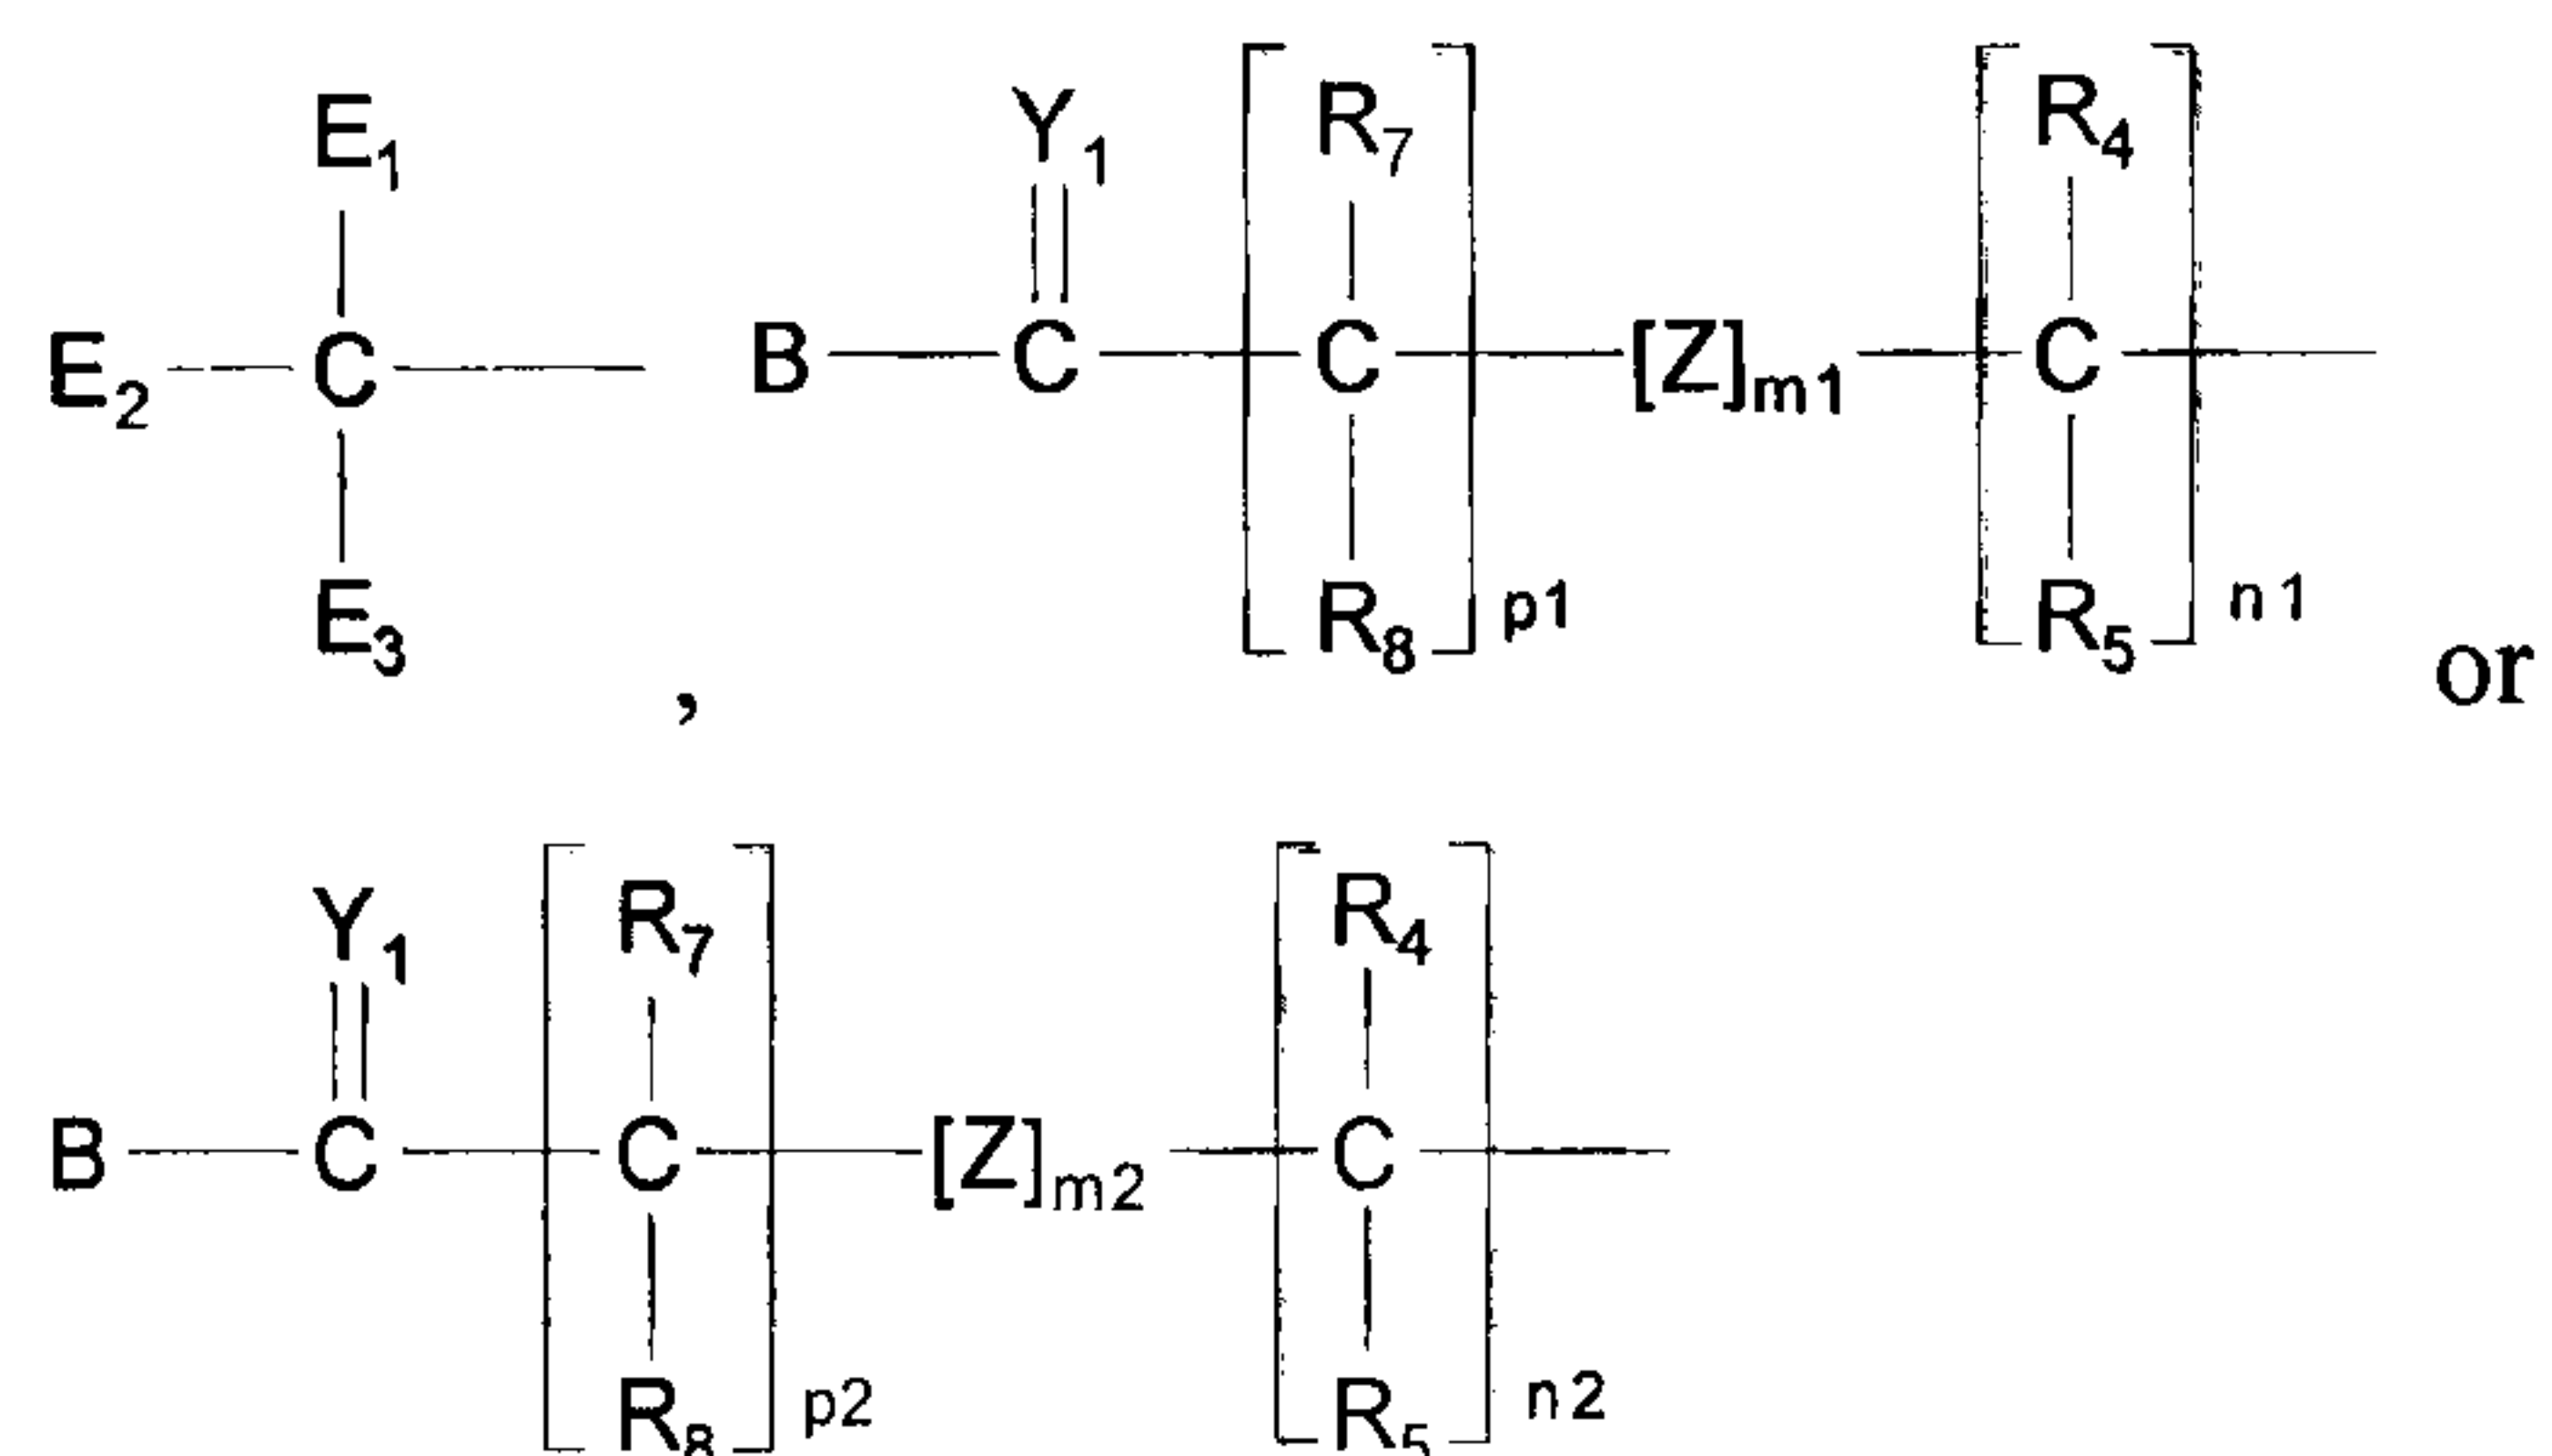 E1 Y1 R7 R4
E2 C B C C [Z]m1 C
E3 , R8 p1 R5 n1 or
Y1 R7 R4
B C C [Z]m2 C
R8 p2 R5 n2